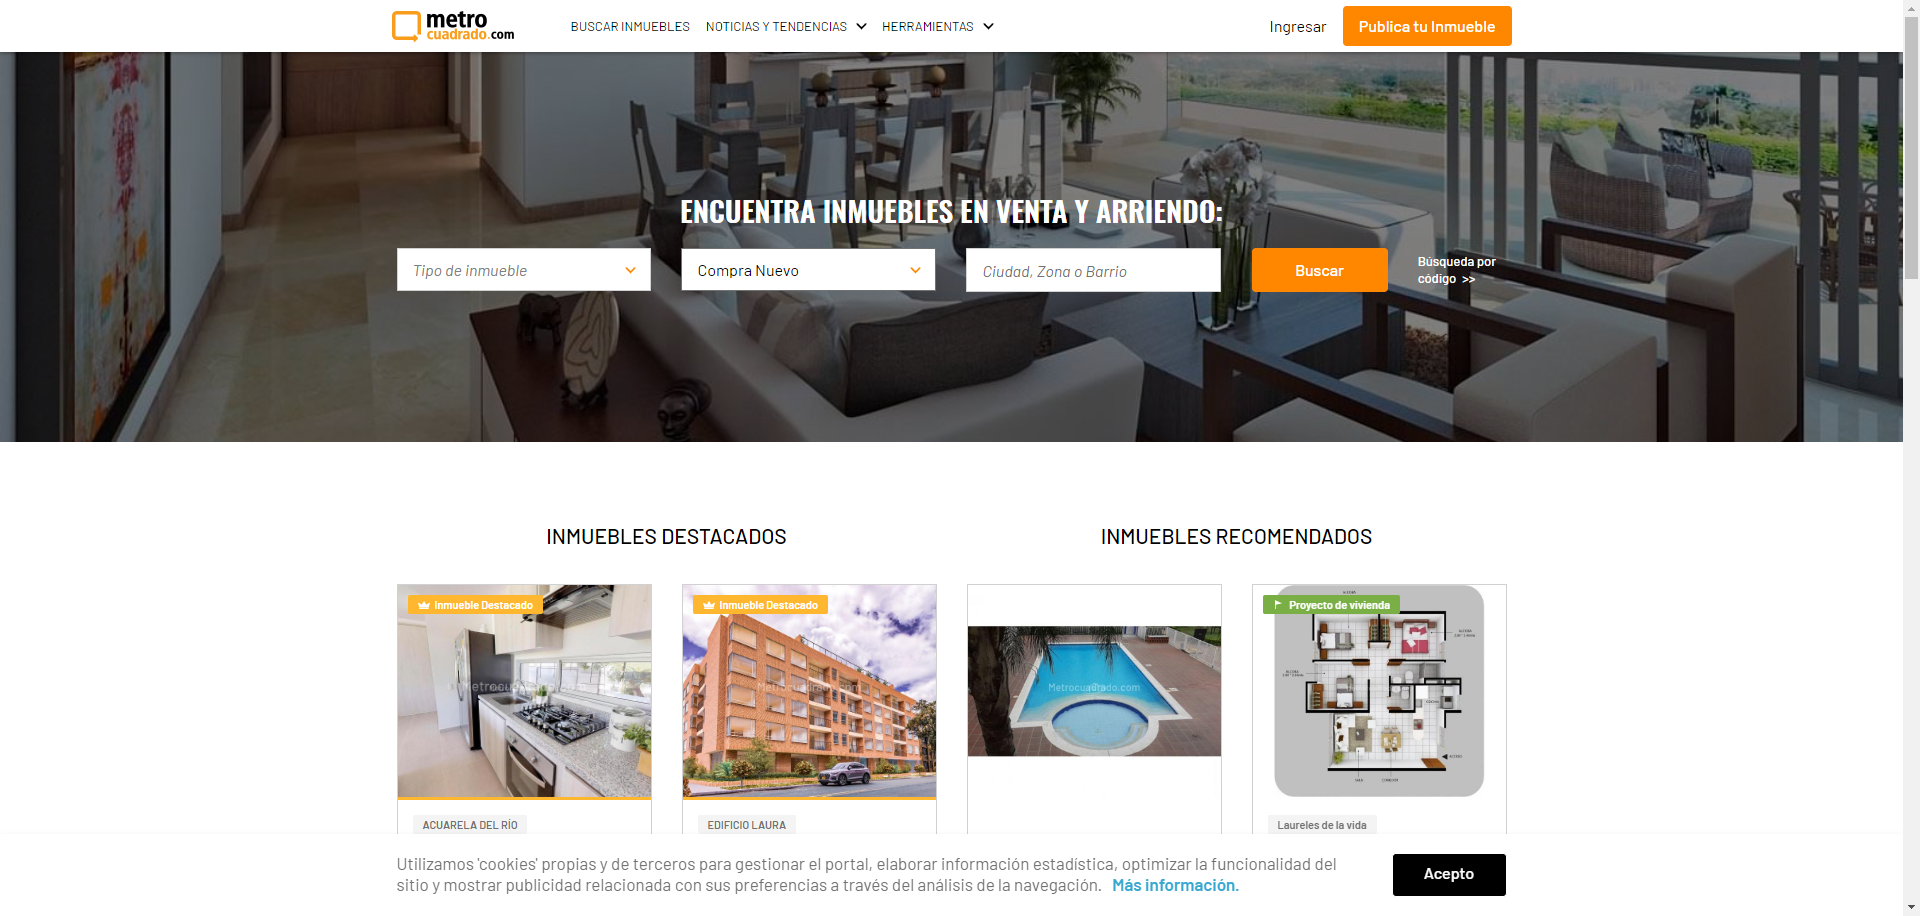 metro
cuadrado.com
BUSCAR INMUEBLES
NOTICIAS Y TENDENCIAS
HERRAMIENTAS
Ingresar
Publica tu Inmueble
ENCUENTRA INMUEBLES EN VENTA Y ARRIENDO:
Tipo de inmueble
Compra Nuevo
Ciudad, Zona o Barrio
Buscar
Búsqueda por
código >>
INMUEBLES DESTACADOS
INMUEBLES RECOMENDADOS
Inmueble Destacado
Inmueble Destacado
Proyecto de vivienda
Metrocuadrado.com
Metrocuadrado.com
Metrocuadrado.com
ACUARELA DEL RÍO
EDIFICIO LAURA
Laureles de la vida
Utilizamos 'cookies' propias y de terceros para gestionar el portal, elaborar información estadística, optimizar la funcionalidad del
sitio y mostrar publicidad relacionada con sus preferencias a través del análisis de la navegación. Más información.
Acepto